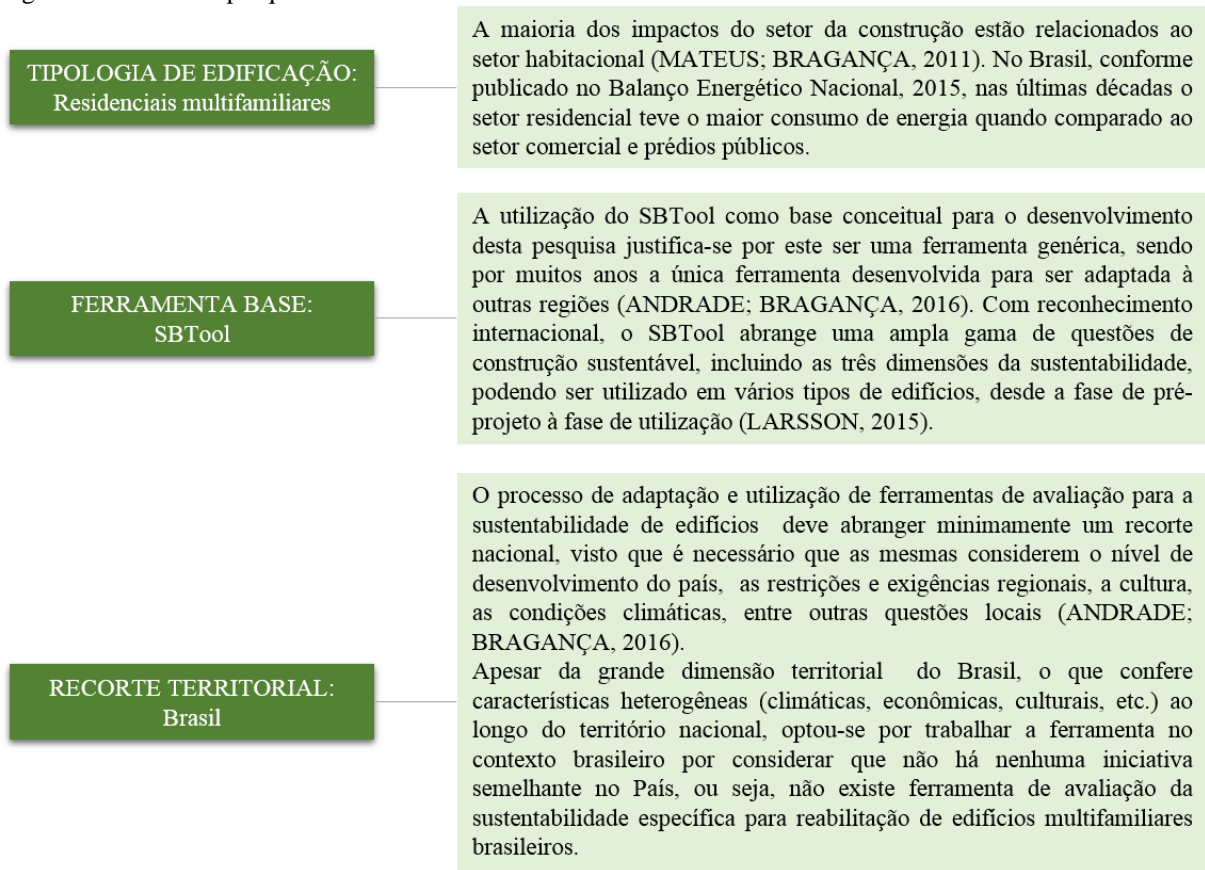 TIPOLOGIA DE EDIFICAÇÃO:
Residenciais multifamiliares
A maioria dos impactos do setor da construção estão relacionados ao
setor habitacional (MATEUS; BRAGANÇA, 2011). No Brasil, conforme
publicado no Balanço Energético Nacional, 2015, nas últimas décadas o
setor residencial teve o maior consumo de energia quando comparado ao
setor comercial e prédios públicos.
FERRAMENTA BASE:
SBTool
A utilização do SBTool como base conceitual para o desenvolvimento
desta pesquisa justifica-se por este ser uma ferramenta genérica, sendo
por muitos anos a única ferramenta desenvolvida para ser adaptada à
outras regiões (ANDRADE; BRAGANÇA, 2016). Com reconhecimento
internacional, o SBTool abrange uma ampla gama de questões de
construção sustentável, incluindo as três dimensões da sustentabilidade,
podendo ser utilizado em vários tipos de edifícios, desde a fase de pré-
projeto à fase de utilização (LARSSON, 2015).
RECORTE TERRITORIAL:
Brasil
O processo de adaptação e utilização de ferramentas de avaliação para a
sustentabilidade de edifícios deve abranger minimamente um recorte
nacional, visto que é necessário que as mesmas considerem o nível de
desenvolvimento do país, as restrições e exigências regionais, a cultura,
as condições climáticas, entre outras questões locais (ANDRADE;
BRAGANÇA, 2016).
Apesar da grande dimensão territorial do Brasil, o que confere
características heterogêneas (climáticas, econômicas, culturais, etc.) ao
longo do território nacional, optou-se por trabalhar a ferramenta no
contexto brasileiro por considerar que não há nenhuma iniciativa
semelhante no País, ou seja, não existe ferramenta de avaliação da
sustentabilidade específica para reabilitação de edifícios multifamiliares
brasileiros.